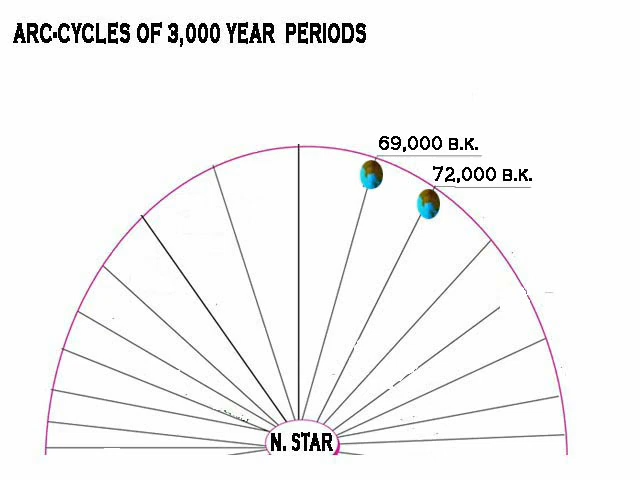 ARC-CYCLES OF 3,000 YEAR PERIODS
69,000 B.K.
72,000 B.K.
N. STAR